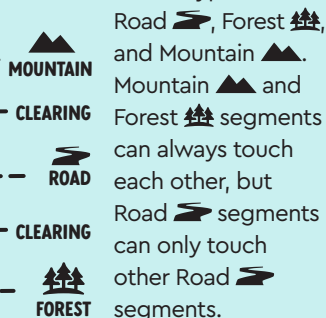 MOUNTAIN
CLEARING
ROAD
CLEARING
FOREST
Road, Forest,
and Mountain.
Mountain and
Forest segments
can always touch
each other, but
Road segments
can only touch
other Road
segments.